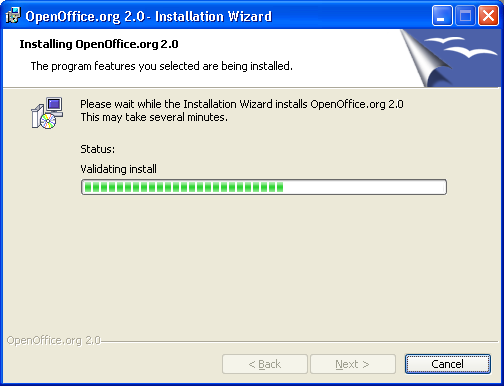 OpenOffice.org 2.0 - Installation Wizard
Installing OpenOffice.org 2.0
The program features you selected are being installed.
Please wait while the Installation Wizard installs OpenOffice.org 2.0
This may take several minutes.
Status:
Validating install
OpenOffice.org 2.0
< Back
Next >
Cancel